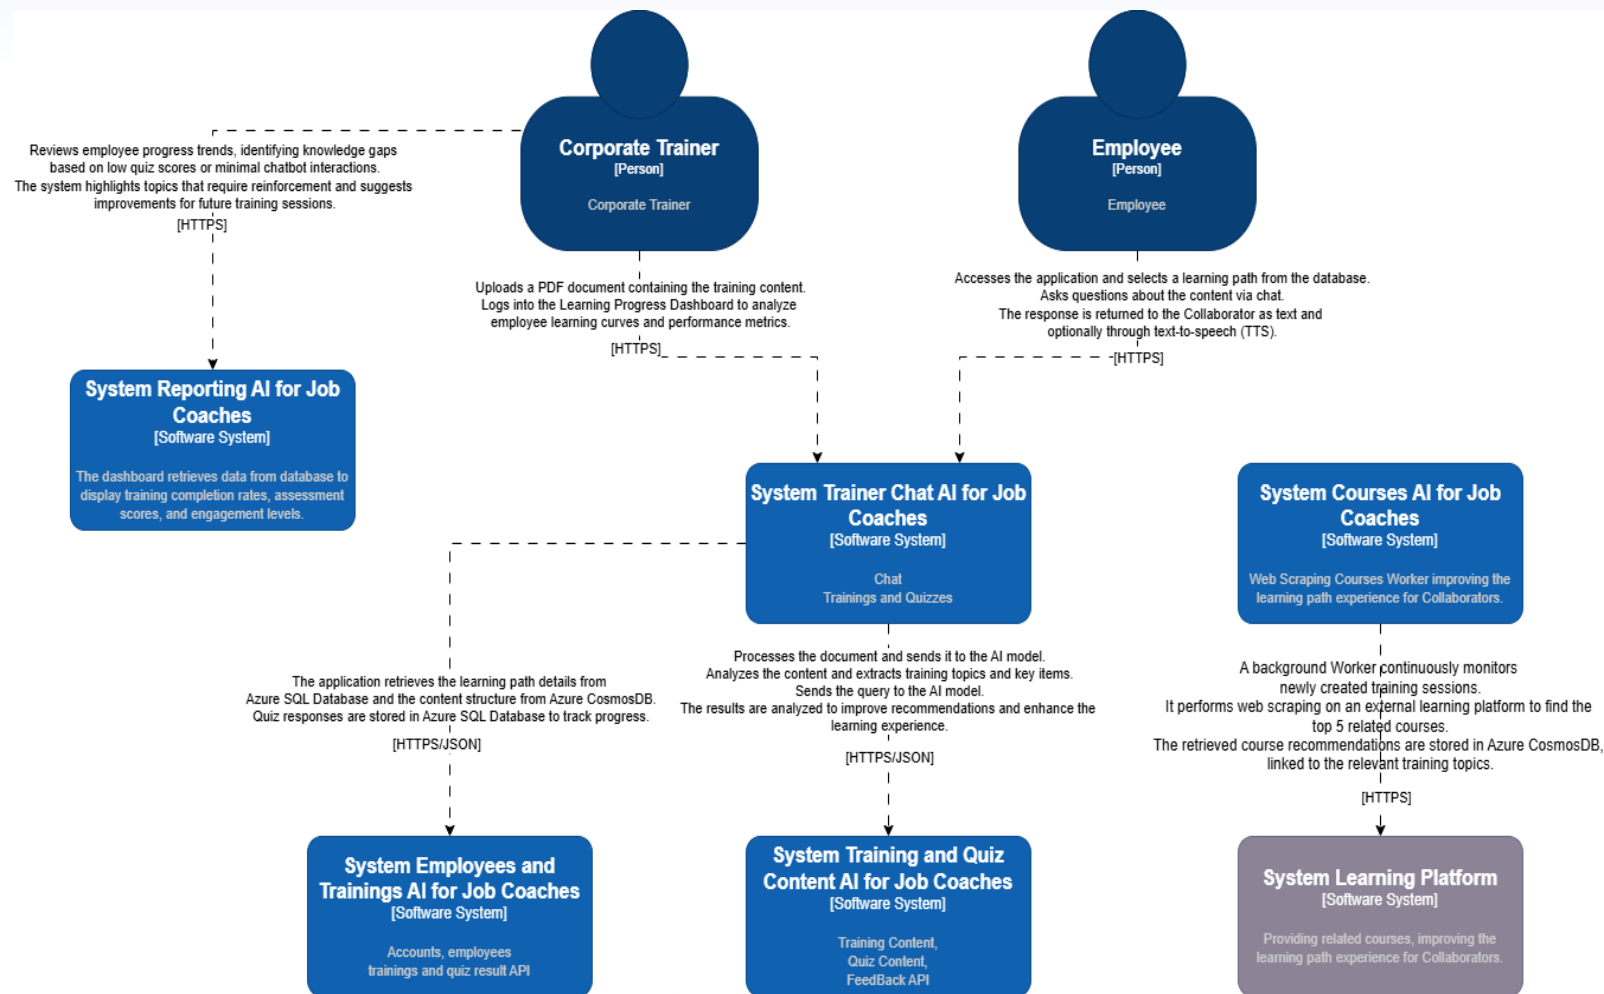 Corporate Trainer
[Person]
Corporate Trainer
Employee
[Person]
Employee
Reviews employee progress trends, identifying knowledge gaps
based on low quiz scores or minimal chatbot interactions.
The system highlights topics that require reinforcement and suggests
improvements for future training sessions.
[HTTPS]
Uploads a PDF document containing the training content.
Logs into the Learning Progress Dashboard to analyze
employee learning curves and performance metrics.
[HTTPS]
Accesses the application and selects a learning path from the database.
Asks questions about the content via chat.
The response is returned to the Collaborator as text and
optionally through text-to-speech (TTS).
[HTTPS]
System Reporting AI for Job
Coaches
[Software System]
The dashboard retrieves data from database to
display training completion rates, assessment
scores, and engagement levels.
System Trainer Chat AI for Job
Coaches
[Software System]
Chat
Trainings and Quizzes
System Courses AI for Job
Coaches
[Software System]
Web Scraping Courses Worker improving the
learning path experience for Collaborators.
The application retrieves the learning path details from
Azure SQL Database and the content structure from Azure CosmosDB.
Quiz responses are stored in Azure SQL Database to track progress.
[HTTPS/JSON]
Processes the document and sends it to the AI model.
Analyzes the content and extracts training topics and key items.
Sends the query to the AI model.
The results are analyzed to improve recommendations and enhance the
learning experience.
[HTTPS/JSON]
A background Worker continuously monitors
newly created training sessions.
It performs web scraping on an external learning platform to find the
top 5 related courses.
The retrieved course recommendations are stored in Azure CosmosDB,
linked to the relevant training topics.
[HTTPS]
System Employees and
Trainings AI for Job Coaches
[Software System]
Accounts, employees
trainings and quiz result API
System Training and Quiz
Content AI for Job Coaches
[Software System]
Training Content,
Quiz Content,
FeedBack API
System Learning Platform
[Software System]
Providing related courses, improving the
learning path experience for Collaborators.